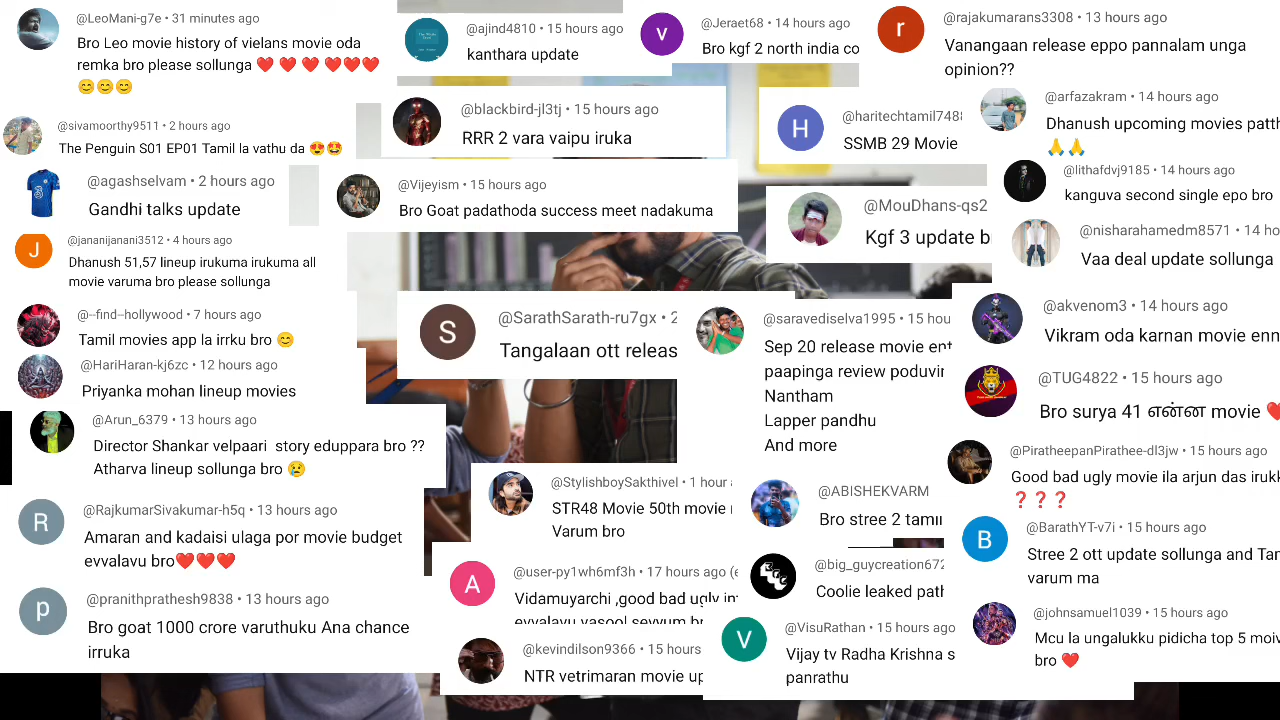 @LeoMani-g7e • 31 minutes ago
Bro Leo movie history of vielans movie oda
remka bro please sollunga ❤️ ❤️ ❤️ ❤️❤️❤️
😊😊😊
@sivamoorthy9511 • 2 hours ago
The Penguin S01 EP01 Tamil la vathu da 😍🤩
@agashselvam • 2 hours ago
Gandhi talks update
J
@jananijanani3512 • 4 hours ago
Dhanush 51,57 lineup irukuma irukuma all
movie varuma bro please sollunga
@--find--hollywood • 7 hours ago
Tamil movies app la irrku bro 😊
@HariHaran-kj6zc • 12 hours ago
Priyanka mohan lineup movies
@Arun_6379 • 13 hours ago
Director Shankar velpaari story eduppara bro ??
Atharva lineup sollunga bro 😢
R
@RajkumarSivakumar-h5q • 13 hours ago
Amaran and kadaisi ulaga por movie budget
evvalavu bro❤️❤️❤️
p
@pranithprathesh9838 • 13 hours ago
Bro goat 1000 crore varuthuku Ana chance
irruka
@ajind4810 • 15 hours ago
kanthara update
v
@Jeraet68 • 14 hours ago
Bro kgf 2 north india co
r
@rajakumarans3308 • 13 hours ago
Vanangaan release eppo pannalam unga
opinion??
@blackbird-jl3tj • 15 hours ago
RRR 2 vara vaipu iruka
H
@haritechtamil748
SSMB 29 Movie
@arfazakram • 14 hours ago
Dhanush upcoming movies patth
🙏🙏
@Vijeyism • 15 hours ago
Bro Goat padathoda success meet nadakuma
@MouDhans-qs2
Kgf 3 update b
@lithafdvj9185 • 14 hours ago
kanguva second single epo bro
@nisharahamedm8571 • 14 ho
Vaa deal update sollunga
S
@SarathSarath-ru7gx • 2
Tangalaan ott releas
@saravediselva1995 • 15 hou
Sep 20 release movie ent
paapinga review poduvin
Nantham
Lapper pandhu
And more
@akvenom3 • 14 hours ago
Vikram oda karnan movie enn
@TUG4822 • 15 hours ago
Bro surya 41 என்ன movie ❤️
@PiratheepanPirathee-dl3jw • 15 hours ago
Good bad ugly movie ila arjun das irukk
❓❓❓
@StylishboySakthivel • 1 hour
STR48 Movie 50th movie
Varum bro
@ABISHEKVARM
Bro stree 2 tamil
B
@BarathYT-v7i • 15 hours ago
Stree 2 ott update sollunga and Tam
varum ma
A
@user-py1wh6mf3h • 17 hours ago (e
Vidamuyarchi ,good bad ugly in
evvalavu vasool seyyum br
@big_guycreation672
Coolie leaked path
@kevindilson9366 • 15 hours
NTR vetrimaran movie up
V
@VisuRathan • 15 hours ago
Vijay tv Radha Krishna s
panrathu
@johnsamuel1039 • 15 hours ago
Mcu la ungalukku pidicha top 5 moiv
bro ❤️